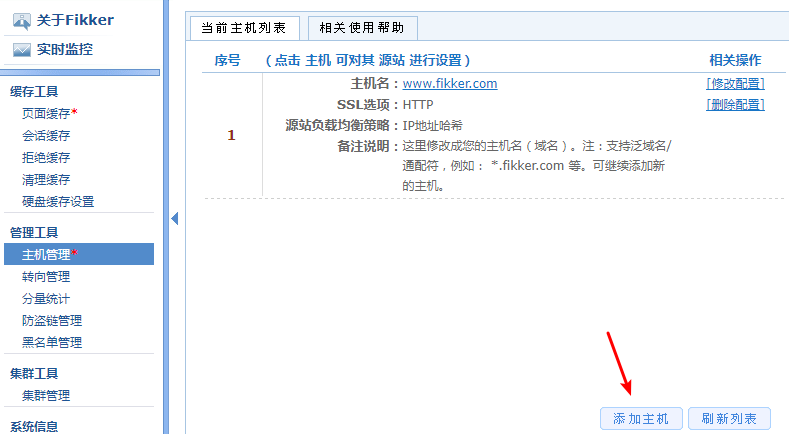 关于Fikker
实时监控
缓存工具
页面缓存*
会话缓存
拒绝缓存
清理缓存
硬盘缓存设置
管理工具
主机管理*
转向管理
分量统计
防盗链管理
黑名单管理
集群工具
集群管理
系统信息
当前主机列表 相关使用帮助
序号 （点击 主机 可对其 源站 进行设置） 相关操作
1
主机名：www.fikker.com [修改配置]
SSL选项：HTTP [删除配置]
源站负载均衡策略：IP地址哈希
备注说明：这里修改成您的主机名（域名）。注：支持泛域名/
通配符，例如： *.fikker.com 等。可继续添加新
的主机。
添加主机 刷新列表